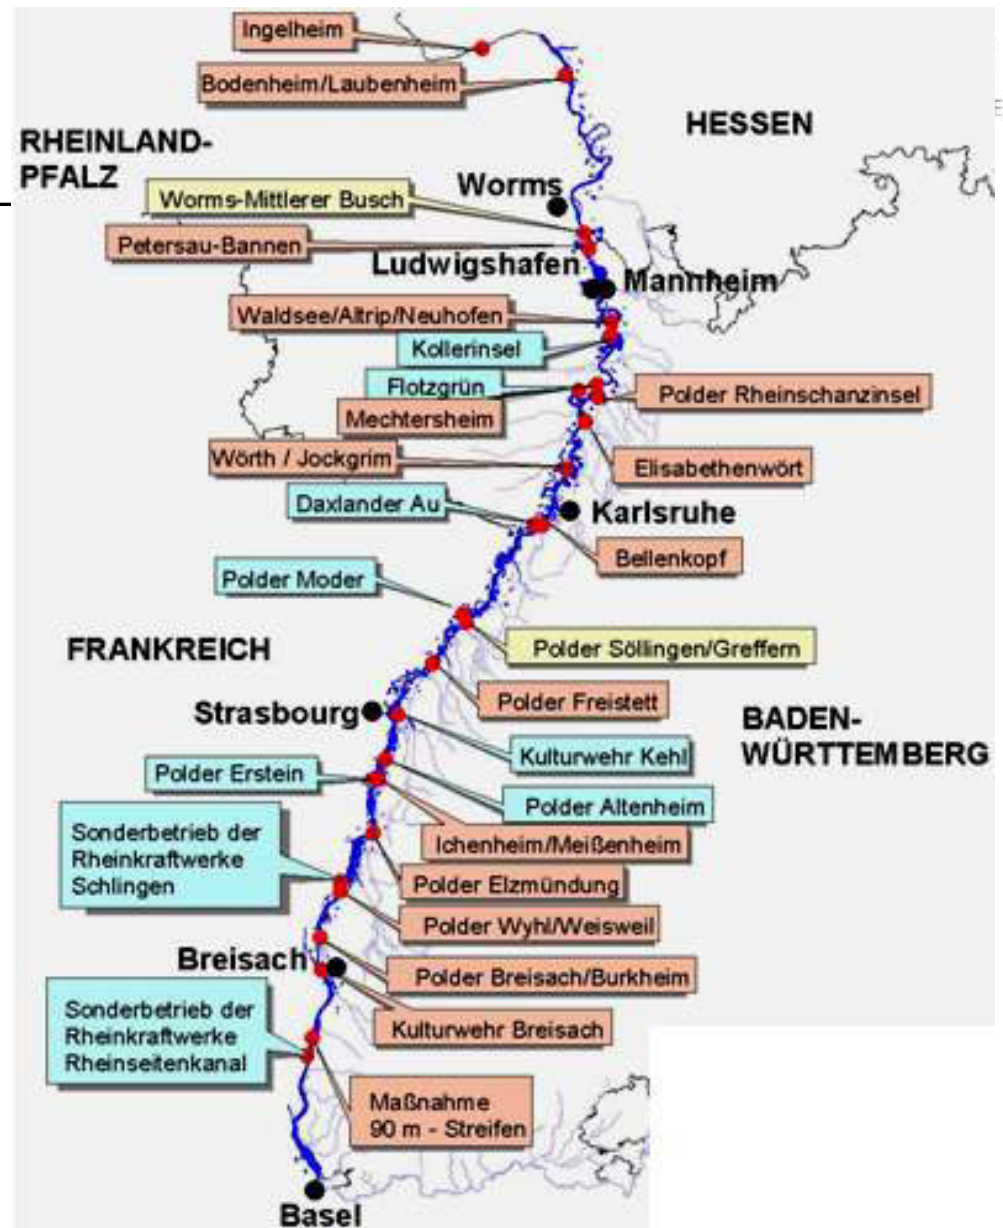 Ingelheim
Bodenheim/Laubenheim
HESSEN
RHEINLAND-
PFALZ
Worms
Worms-Mittlerer Busch
Petersau-Bannen
Ludwigshafen
Mannheim
Waldsee/Altrip/Neuhofen
Kollerinsel
Flotzgrün
Polder Rheinschanzinsel
Mechtersheim
Wörth / Jockgrim
Elisabethenwört
Daxlander Au
Karlsruhe
Bellenkopf
Polder Moder
FRANKREICH
Polder Söllingen/Greffern
Polder Freistett
Strasbourg
BADEN-
WÜRTTEMBERG
Kulturwehr Kehl
Polder Erstein
Polder Altenheim
Ichenheim/Meißenheim
Sonderbetrieb der
Rheinkraftwerke
Schlingen
Polder Elzmündung
Polder Wyhl/Weisweil
Breisach
Polder Breisach/Burkheim
Kulturwehr Breisach
Sonderbetrieb der
Rheinkraftwerke
Rheinseitenkanal
Maßnahme
90 m - Streifen
Basel